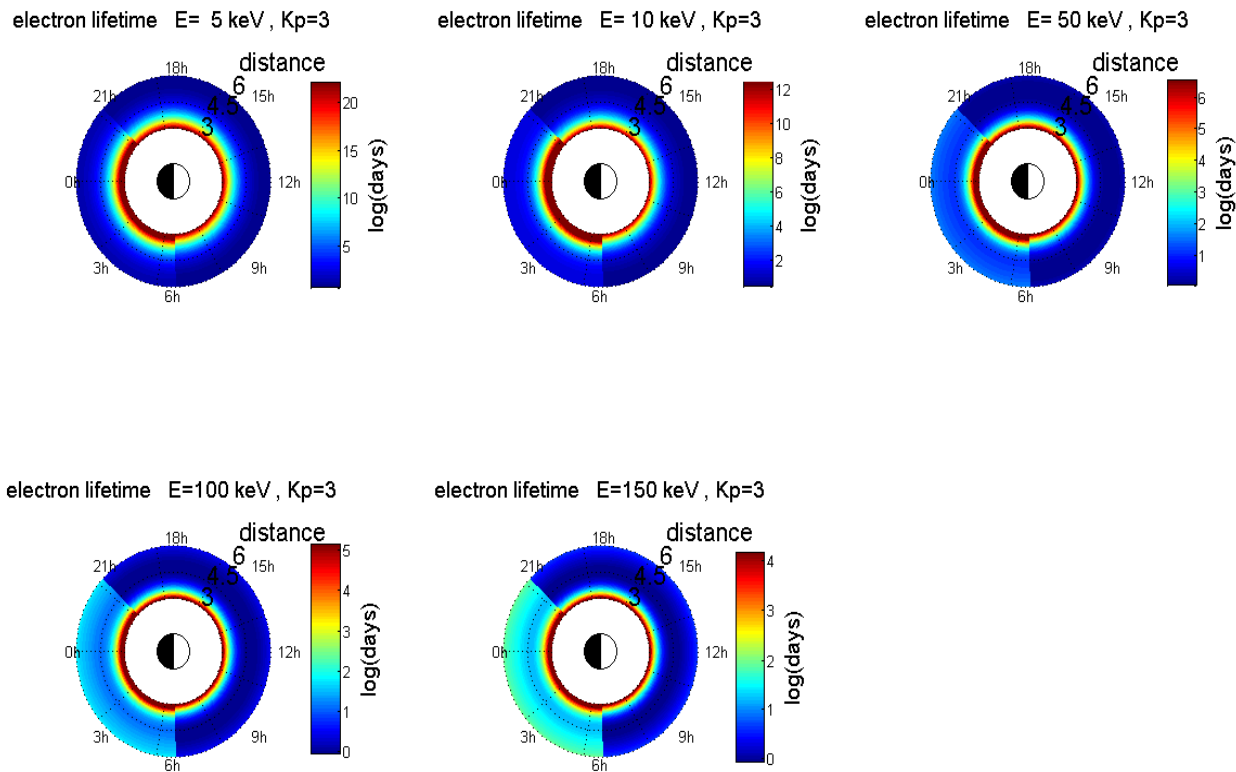 electron lifetime E= 5 keV , Kp=3
distance
18h
6
15h
21h
4.5
3
0h
12h
3h
9h
6h
20
15
10
5
log(days)
electron lifetime E= 10 keV , Kp=3
distance
18h
6
15h
21h
4.5
3
0h
12h
3h
9h
6h
12
10
8
6
4
2
log(days)
electron lifetime E= 50 keV , Kp=3
distance
18h
6
15h
21h
4.5
3
0h
12h
3h
9h
6h
6
5
4
3
2
1
log(days)
electron lifetime E=100 keV , Kp=3
distance
18h
6
15h
21h
4.5
3
0h
12h
3h
9h
6h
5
4
3
2
1
0
log(days)
electron lifetime E=150 keV , Kp=3
distance
18h
6
15h
21h
4.5
3
0h
12h
3h
9h
6h
4
3
2
1
0
log(days)